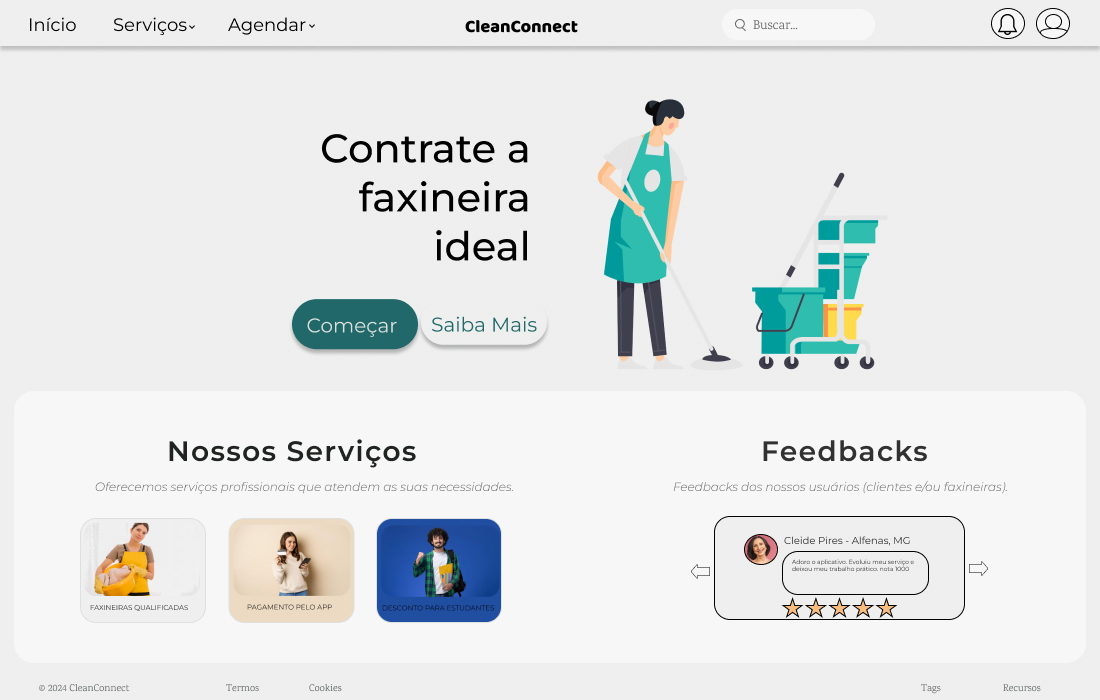 Início
Serviços
Agendar
CleanConnect
Buscar...
Contrate a
faxineira
ideal
Começar
Saiba Mais
Nossos Serviços
Oferecemos serviços profissionais que atendem as suas necessidades.
FAXINEIRAS QUALIFICADAS
PAGAMENTO PELO APP
DESCONTO PARA ESTUDANTES
Feedbacks
Feedbacks dos nossos usuários (clientes e/ou faxineiras).
Cleide Pires - Alfenas, MG
Adoro o aplicativo. Evoluiu meu serviço e
deixou meu trabalho prático, nota 1000
© 2024 CleanConnect
Termos
Cookies
Tags
Recursos